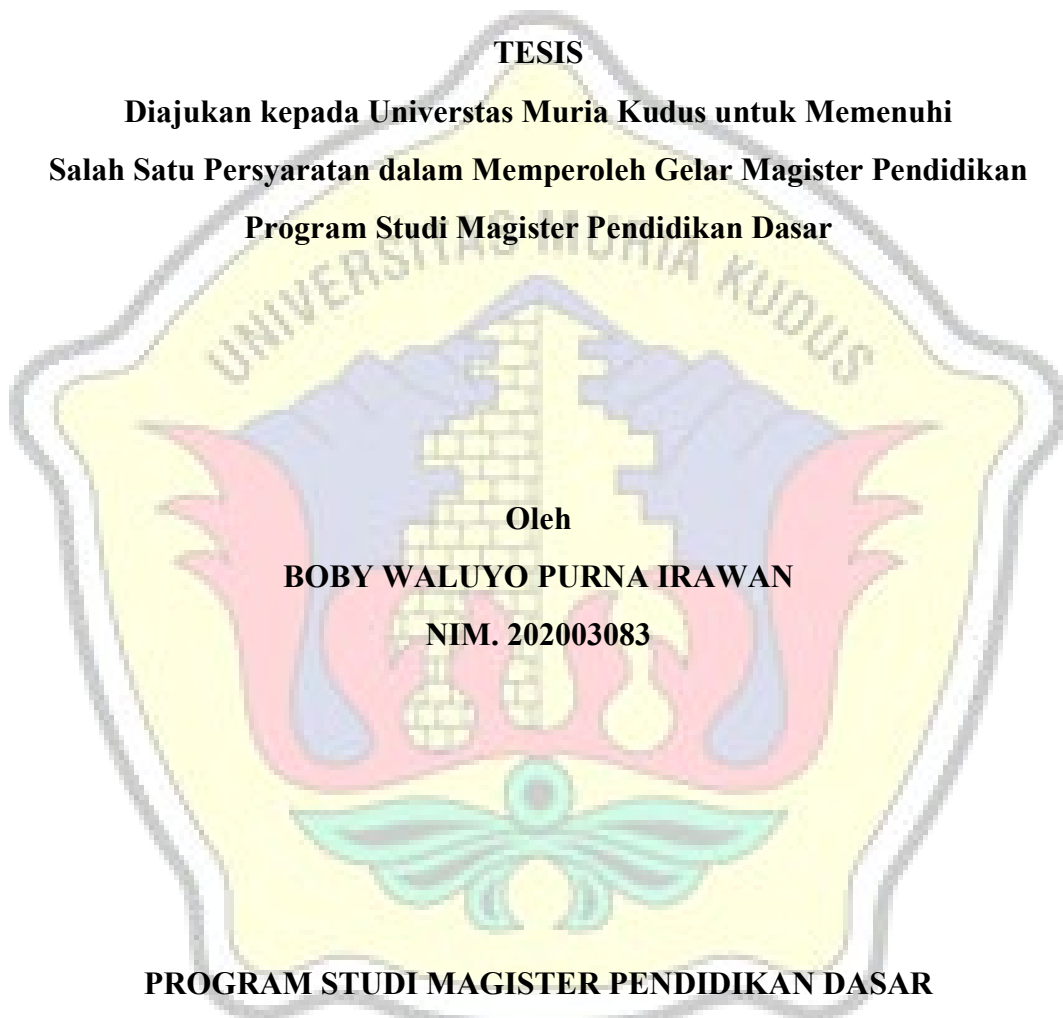 TESIS
Diajukan kepada Universtas Muria Kudus untuk Memenuhi
Salah Satu Persyaratan dalam Memperoleh Gelar Magister Pendidikan
Program Studi Magister Pendidikan Dasar
UNIVERSITAS MURIA KUDUS
Oleh
BOBY WALUYO PURNA IRAWAN
NIM. 202003083
PROGRAM STUDI MAGISTER PENDIDIKAN DASAR